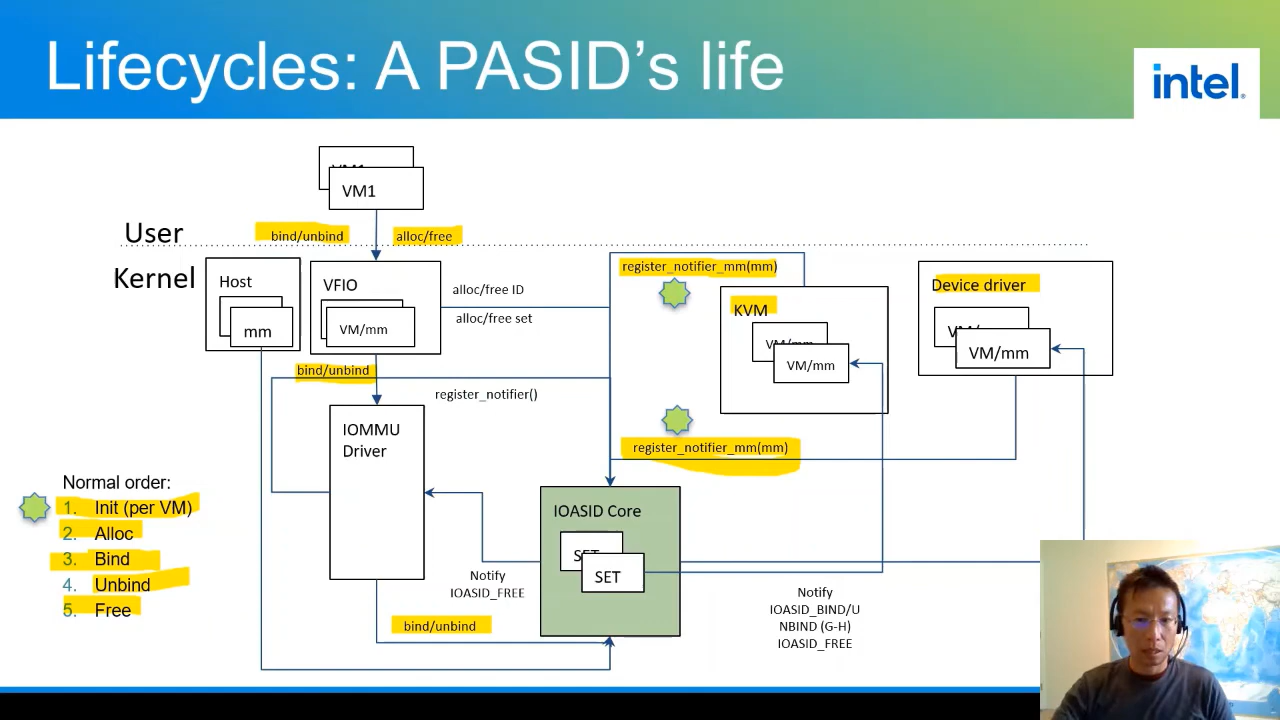 Lifecycles: A PASID's life
intel
VM1
VM1
User
bind/unbind
alloc/free
Kernel
Host
mm
VFIO
VM/mm
alloc/free ID
alloc/free set
register_notifier_mm(mm)
KVM
VM/mm
VM/mm
Device driver
VM/
VM/mm
bind/unbind
register_notifier()
IOMMU
Driver
register_notifier_mm(mm)
Normal order:
1. Init (per VM)
2. Alloc
3. Bind
4. Unbind
5. Free
IOASID Core
SET
SET
Notify
IOASID_FREE
Notify
IOASID_BIND/U
NBIND (G-H)
IOASID_FREE
bind/unbind